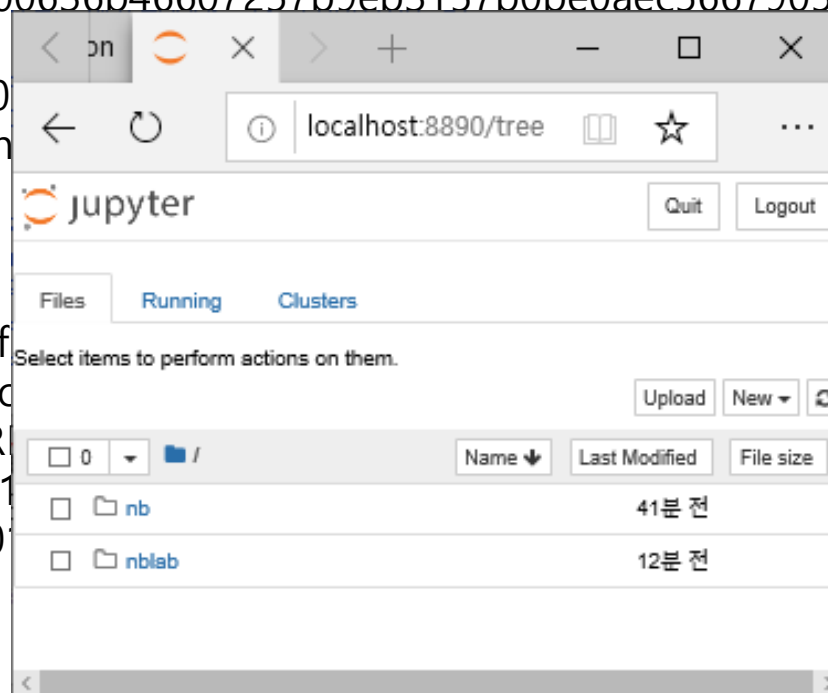 on
localhost:8890/tree
jupyter
Quit
Logout
Files
Running
Clusters
Select items to perform actions on them.
Upload
New
0
/
Name
Last Modified
File size
nb
41분 전
nblab
12분 전